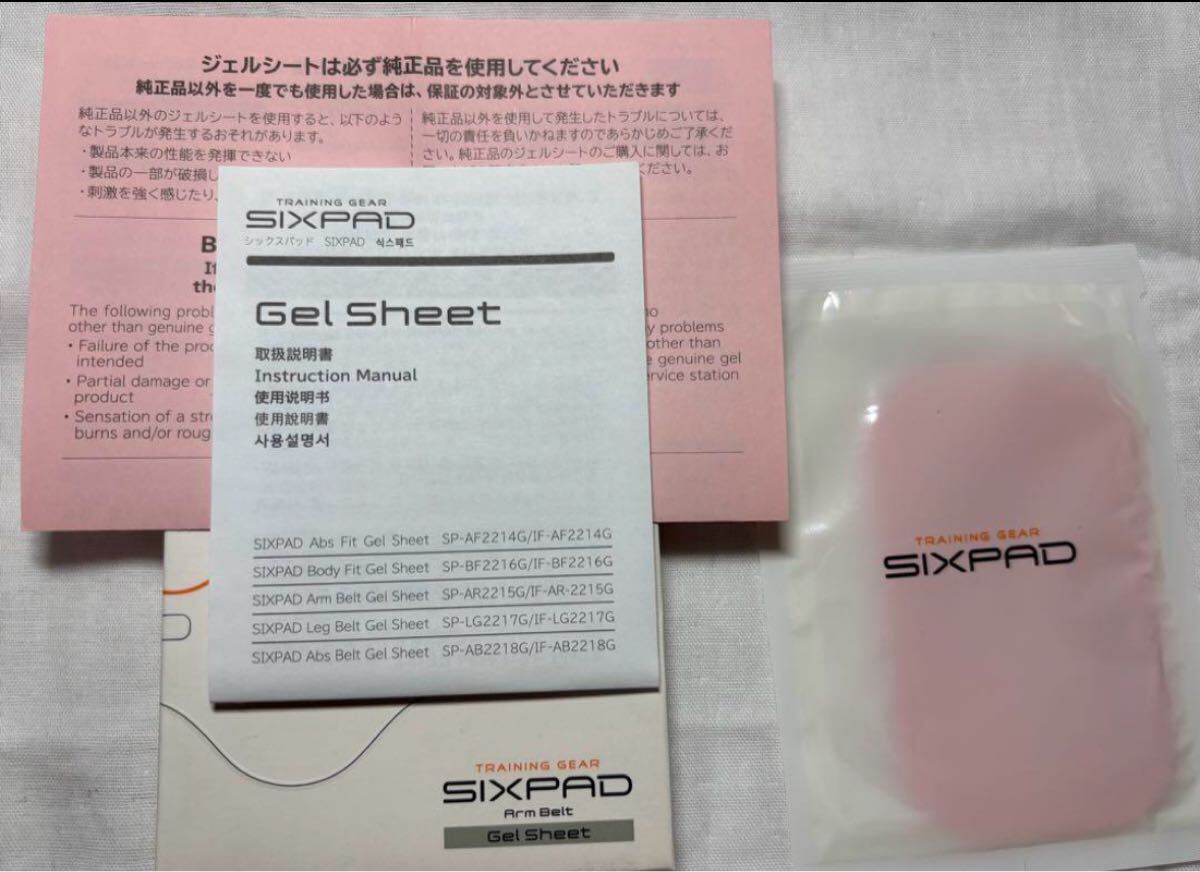 ジェルシートは必ず純正品を使用してください
純正品以外を一度でも使用した場合は、保証の対象外とさせていただきます
純正品以外のジェルシートを使用すると、以下のよう
なトラブルが発生するおそれがあります。
・製品本来の性能を発揮できない
・製品の一部が破損し
・刺激を強く感じたり、
純正品以外を使用して発生したトラブルについては、
一切の責任を負いかねますのであらかじめご了承くだ
さい。純正品のジェルシートのご購入に関しては、お
ください。
B
If
the
The following probl
other than genuine g
• Failure of the prod
intended
• Partial damage or
product
• Sensation of a str
burns and/or roug
no
y problems
other than
e genuine gel
ervice station
TRAINING GEAR
SIXPAD
シックスパッド SIXPAD 식스패드
Gel Sheet
取扱説明書
Instruction Manual
使用说明书
使用說明書
사용설명서
SIXPAD Abs Fit Gel Sheet SP-AF2214G/IF-AF2214G
SIXPAD Body Fit Gel Sheet SP-BF2216G/IF-BF2216G
SIXPAD Arm Belt Gel Sheet SP-AR2215G/IF-AR-2215G
SIXPAD Leg Belt Gel Sheet SP-LG2217G/IF-LG2217G
SIXPAD Abs Belt Gel Sheet SP-AB2218G/IF-AB2218G
TRAINING GEAR
SIXPAD
Arm Belt
Gel Sheet
TRAINING GEAR
SIXPAD